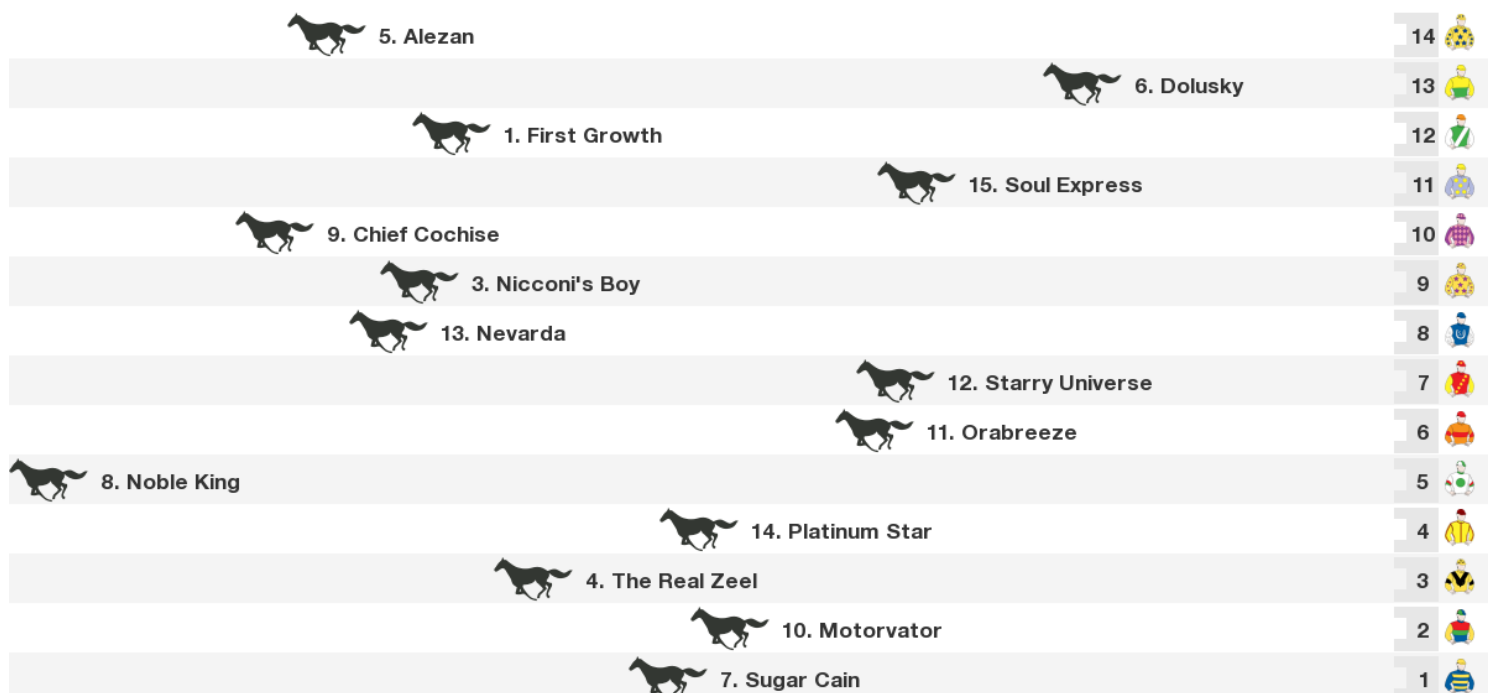 5. Alezan 14
6. Dolusky 13
1. First Growth 12
15. Soul Express 11
9. Chief Cochise 10
3. Nicconi's Boy 9
13. Nevarda 8
12. Starry Universe 7
11. Orabreeze 6
8. Noble King 5
14. Platinum Star 4
4. The Real Zeel 3
10. Motorvator 2
7. Sugar Cain 1